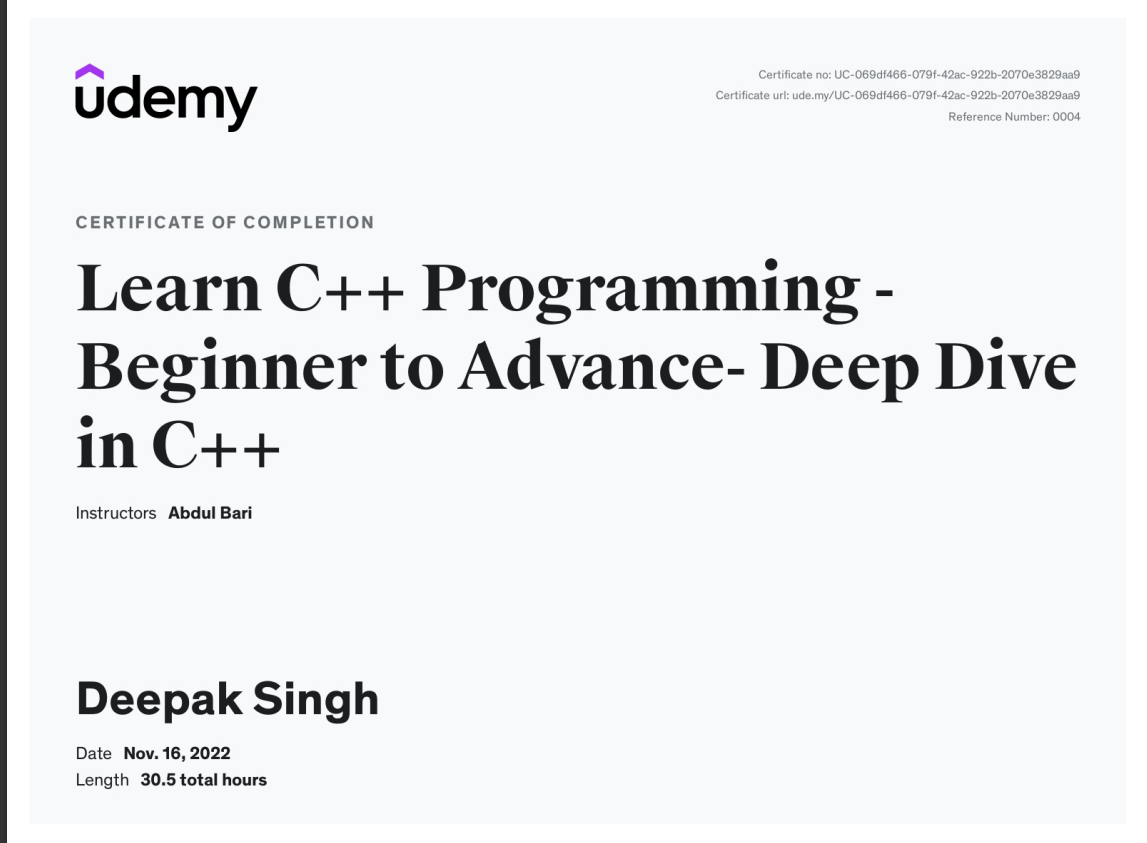 udemy
Certificate no: UC-069df466-079f-42ac-922b-2070e3829aa9
Certificate url: ude.my/UC-069df466-079f-42ac-922b-2070e3829aa9
Reference Number: 0004
CERTIFICATE OF COMPLETION
Learn C++ Programming -
Beginner to Advance- Deep Dive
in C++
Instructors Abdul Bari
Deepak Singh
Date Nov. 16, 2022
Length 30.5 total hours